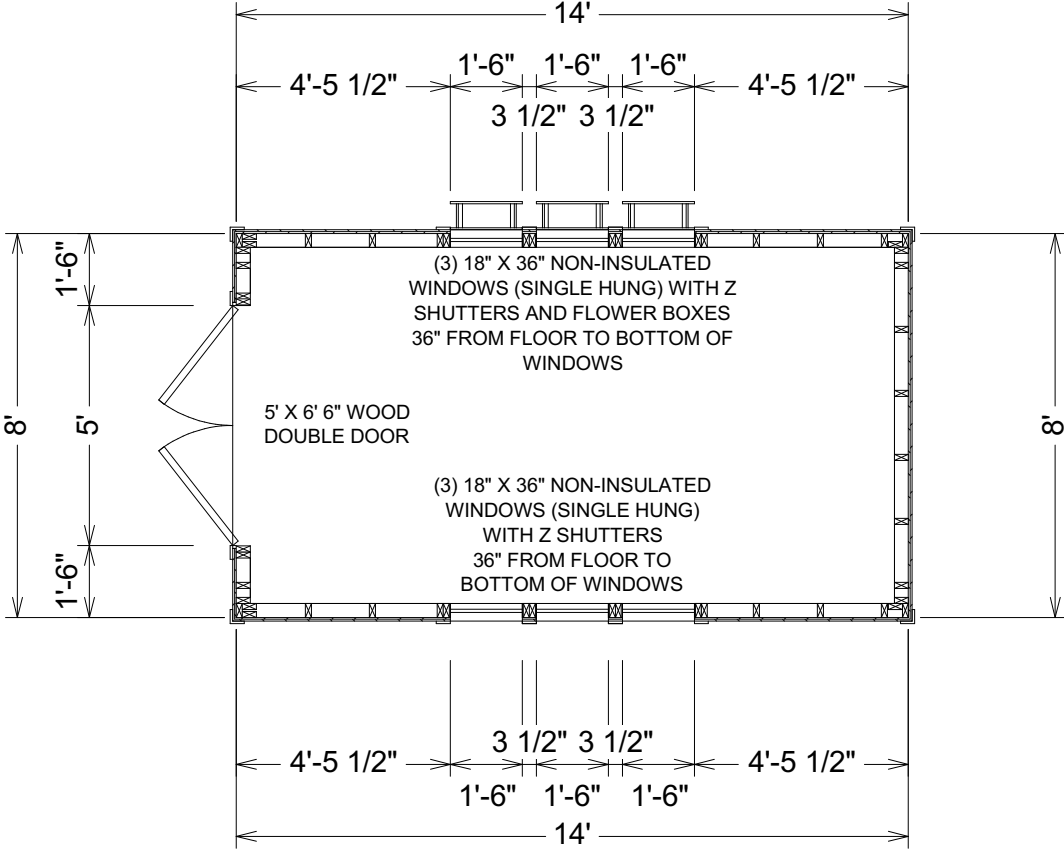 14'
1'-6" 1'-6" 1'-6"
4'-5 1/2" 4'-5 1/2"
3 1/2" 3 1/2"
1'-6"
(3) 18" X 36" NON-INSULATED
WINDOWS (SINGLE HUNG) WITH Z
SHUTTERS AND FLOWER BOXES
36" FROM FLOOR TO BOTTOM OF
WINDOWS
8'
5'
5' X 6' 6" WOOD
DOUBLE DOOR
8'
(3) 18" X 36" NON-INSULATED
WINDOWS (SINGLE HUNG)
WITH Z SHUTTERS
36" FROM FLOOR TO
BOTTOM OF WINDOWS
1'-6"
3 1/2" 3 1/2"
4'-5 1/2" 4'-5 1/2"
1'-6" 1'-6" 1'-6"
14'